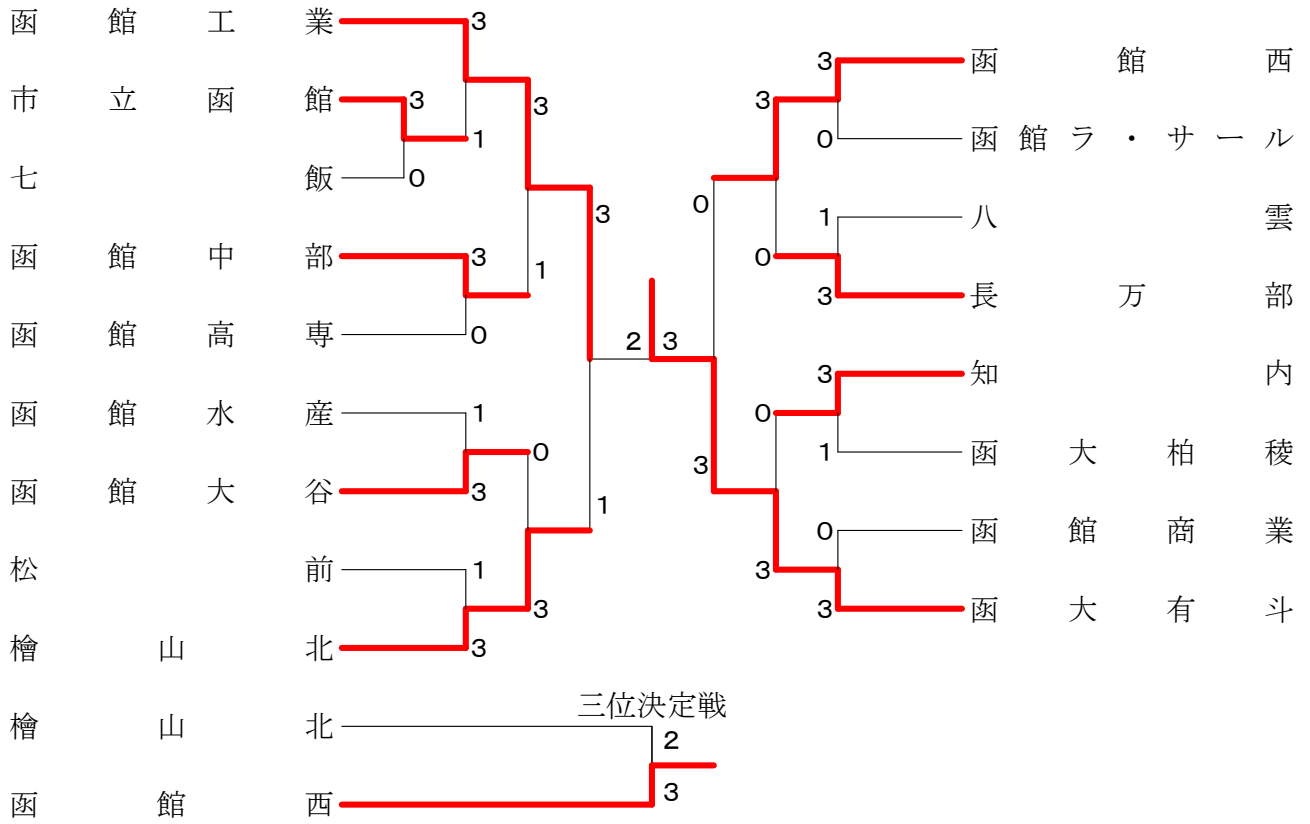 函館工業
3
市立函館
3
3
1
七飯
0
3
函館中部
3
1
函館高専
0
函館水産
1
0
函館大谷
3
1
松前
1
3
檜山北
3
2
3
函館西
3
3
函館ラ・サール
0
0
八雲
1
0
長万部
3
知内
3
0
函大柏稜
1
3
函館商業
0
3
函大有斗
3
三位決定戦
檜山北
2
函館西
3